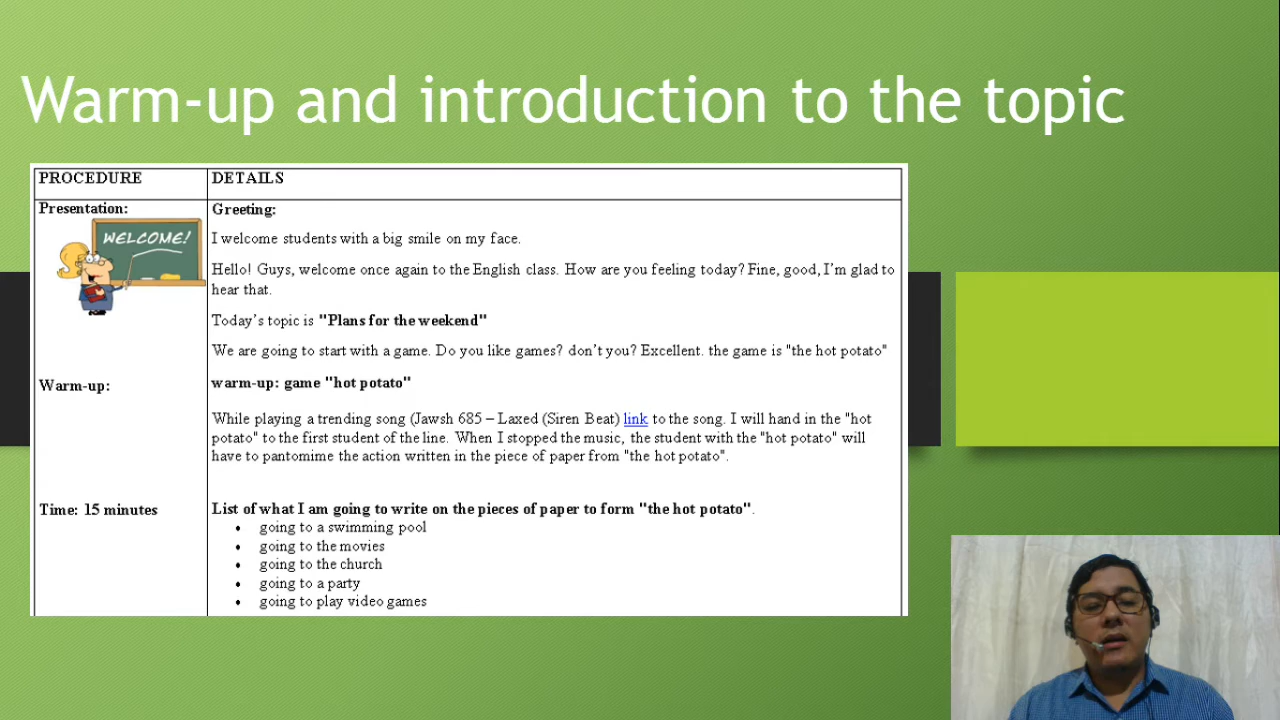 Warm-up and introduction to the topic
PROCEDURE
DETAILS
Presentation:
WELCOME!
Greeting:
I welcome students with a big smile on my face.
Hello! Guys, welcome once again to the English class. How are you feeling today? Fine, good, I’m glad to
hear that.
Today’s topic is "Plans for the weekend"
We are going to start with a game. Do you like games? don’t you? Excellent. the game is "the hot potato"
Warm-up:
warm-up: game "hot potato"
While playing a trending song (Jawsh 685 – Laxed (Siren Beat) link to the song. I will hand in the "hot
potato" to the first student of the line. When I stopped the music, the student with the "hot potato" will
have to pantomime the action written in the piece of paper from "the hot potato".
Time: 15 minutes
List of what I am going to write on the pieces of paper to form "the hot potato".
• going to a swimming pool
• going to the movies
• going to the church
• going to a party
• going to play video games